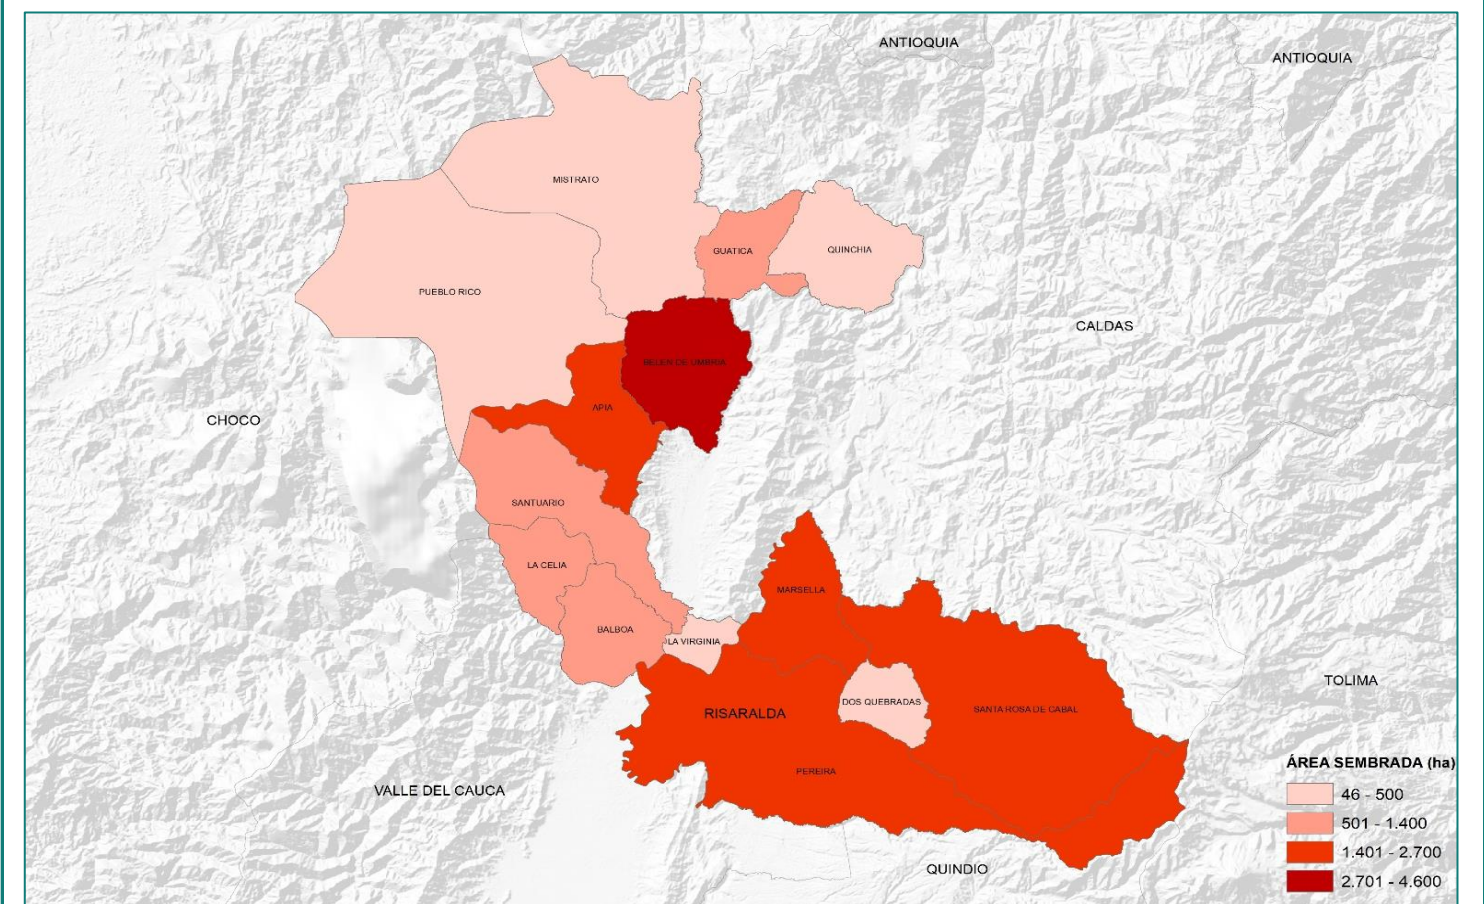 ANTIOQUIA
ANTIOQUIA
MISTRATO
GUATICA
QUINCHIA
PUEBLO RICO
CALDAS
BELEN DE UMBRIA
APIA
CHOCO
SANTUARIO
LA CELIA
MARSELLA
BALBOA
LA VIRGINIA
TOLIMA
DOS QUEBRADAS
SANTA ROSA DE CABAL
RISARALDA
PEREIRA
VALLE DEL CAUCA
QUINDIO
ÁREA SEMBRADA (ha)
46 - 500
501 - 1.400
1.401 - 2.700
2.701 - 4.600